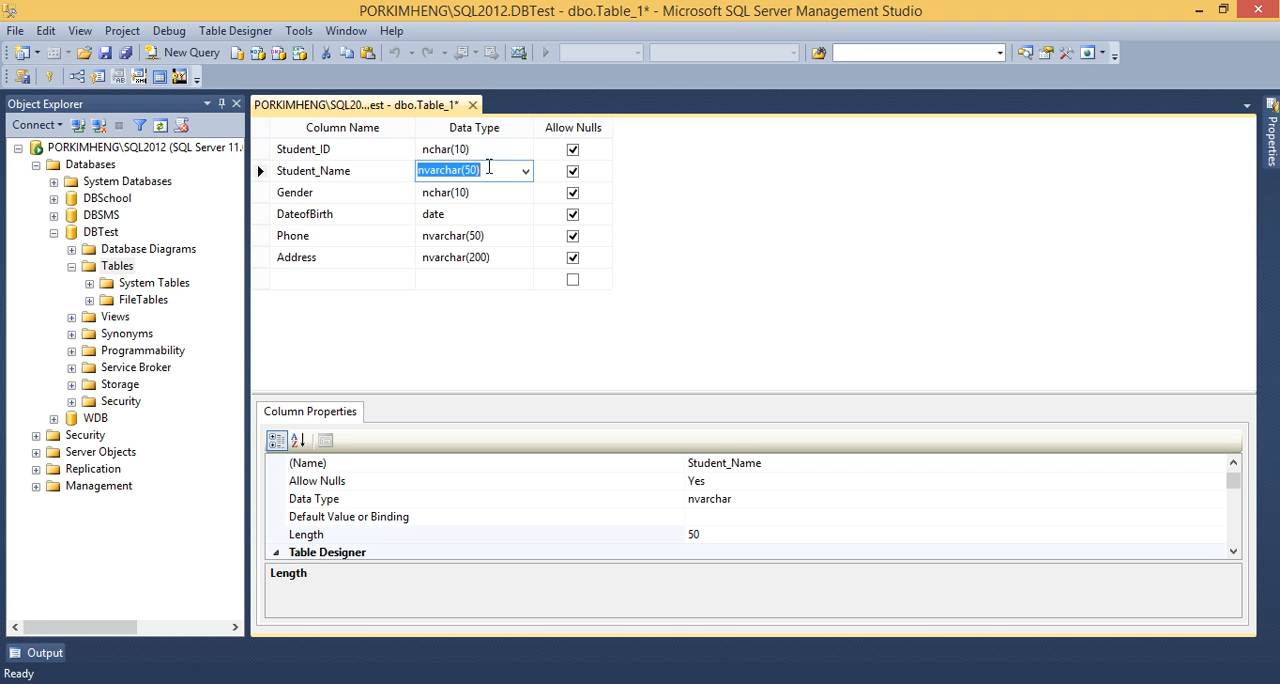 PORKIMHENG\SQL2012.DBTest - dbo.Table_1* - Microsoft SQL Server Management Studio
File Edit View Project Debug Table Designer Tools Window Help
New Query
Object Explorer
PORKIMHENG\SQL20...est - dbo.Table_1*
Connect
PORKIMHENG\SQL2012 (SQL Server 11.
Databases
System Databases
DBSchool
DBSMS
DBTest
Database Diagrams
Tables
System Tables
FileTables
Views
Synonyms
Programmability
Service Broker
Storage
Security
WDB
Security
Server Objects
Replication
Management
Column Name Data Type Allow Nulls
Student_ID nchar(10)
Student_Name nvarchar(50)
Gender nchar(10)
DateofBirth date
Phone nvarchar(50)
Address nvarchar(200)
Properties
Column Properties
(Name) Student_Name
Allow Nulls Yes
Data Type nvarchar
Default Value or Binding
Length 50
Table Designer
Length
Output
Ready